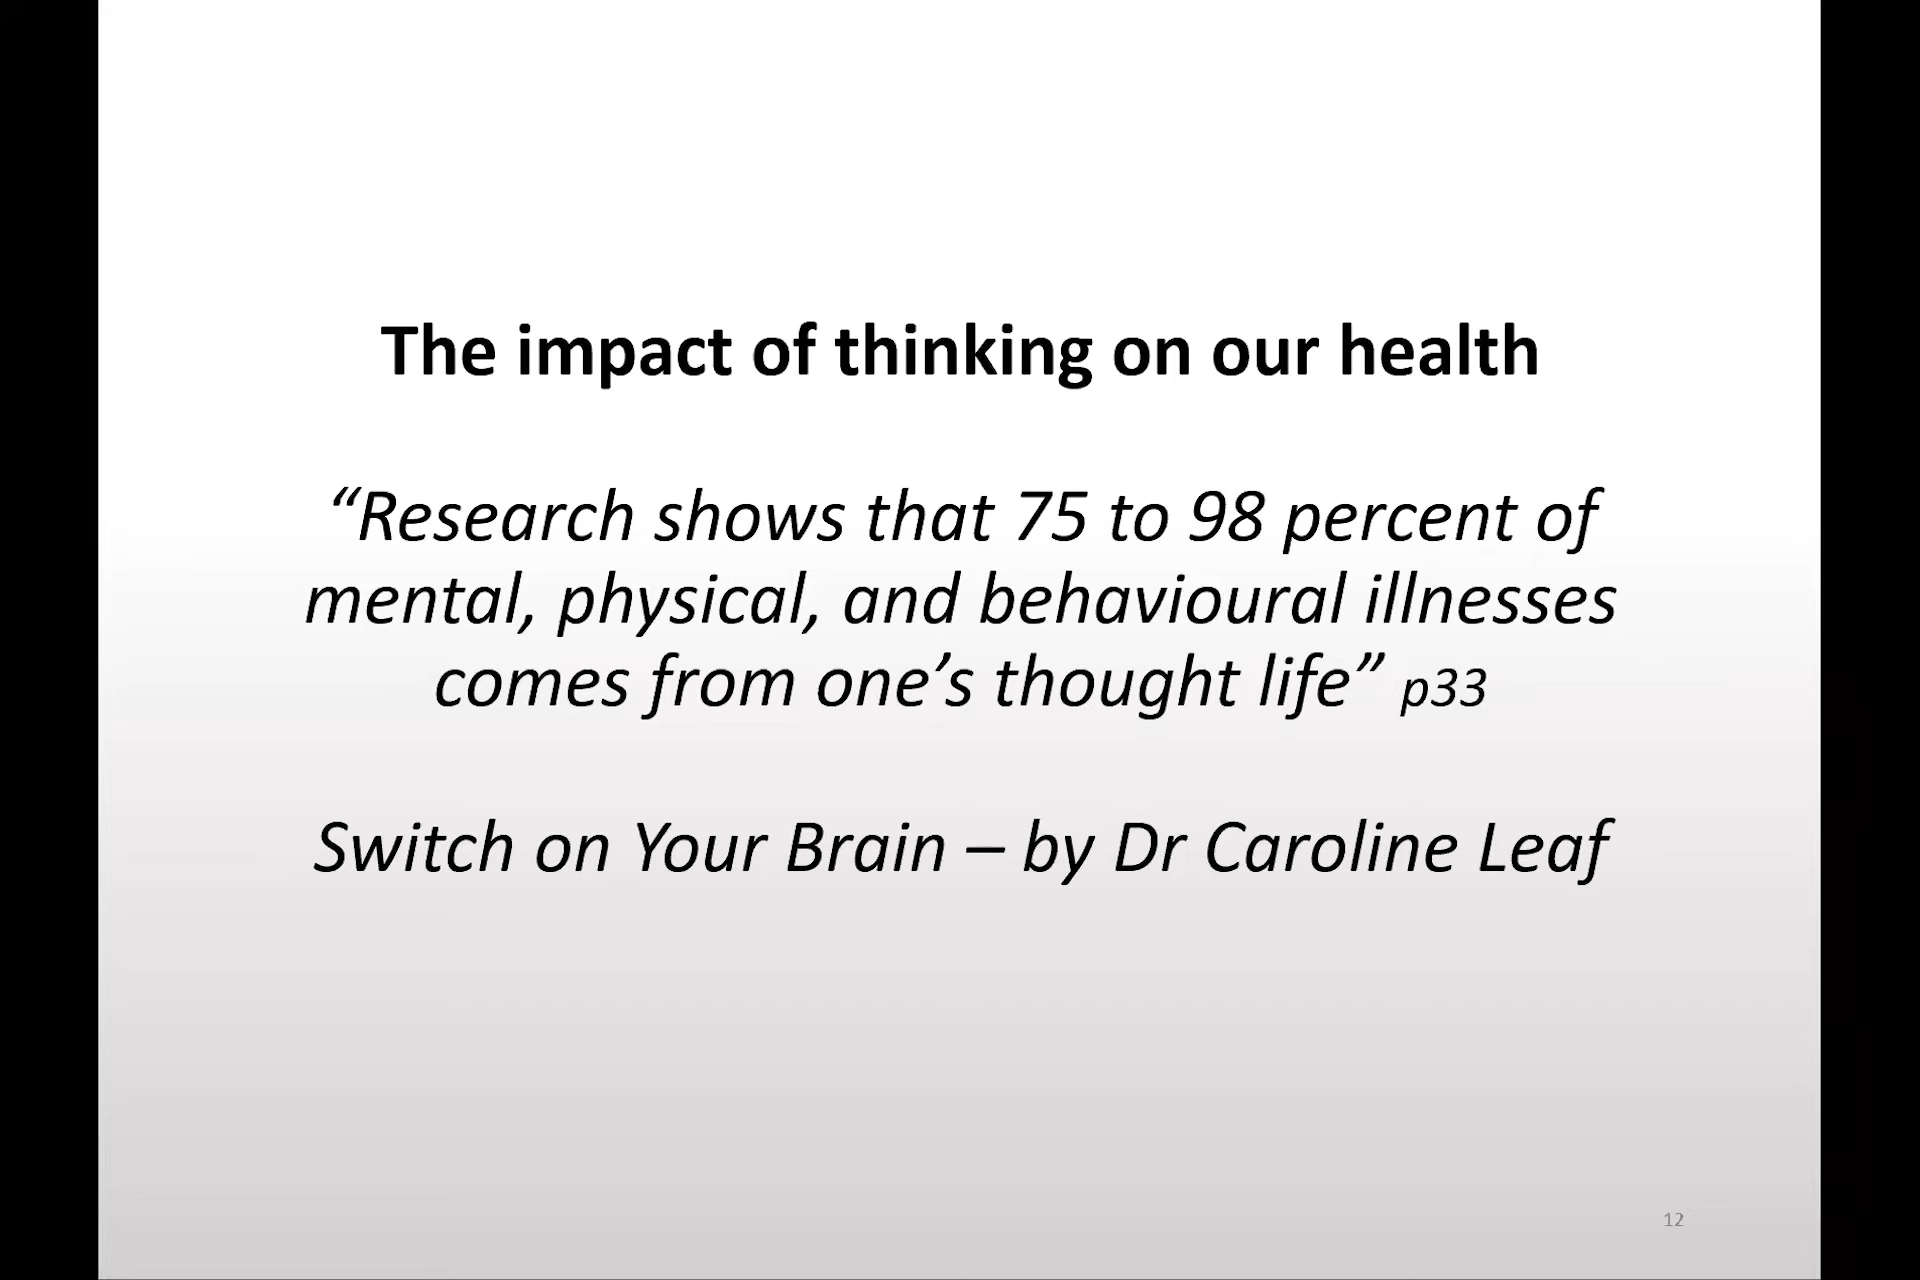 The impact of thinking on our health
“Research shows that 75 to 98 percent of
mental, physical, and behavioural illnesses
comes from one’s thought life” p33
Switch on Your Brain – by Dr Caroline Leaf
12